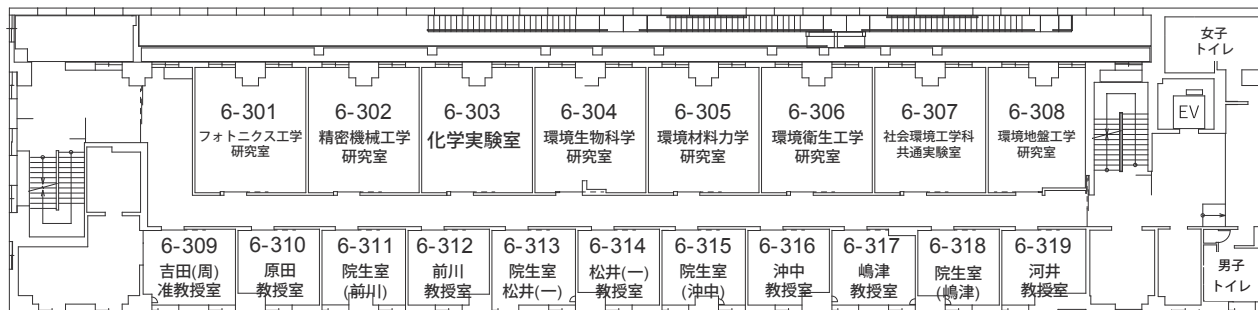 女子
トイレ
6-301
フォトニクス工学
研究室
6-302
精密機械工学
研究室
6-303
化学実験室
6-304
環境生物科学
研究室
6-305
環境材料力学
研究室
6-306
環境衛生工学
研究室
6-307
社会環境工学科
共通実験室
6-308
環境地盤工学
研究室
EV
6-309
吉田(周)
准教授室
6-310
原田
教授室
6-311
院生室
(前川)
6-312
前川
教授室
6-313
院生室
松井(一)
6-314
松井(一)
教授室
6-315
院生室
(沖中)
6-316
沖中
教授室
6-317
嶋津
教授室
6-318
院生室
(嶋津)
6-319
河井
教授室
男子
トイレ